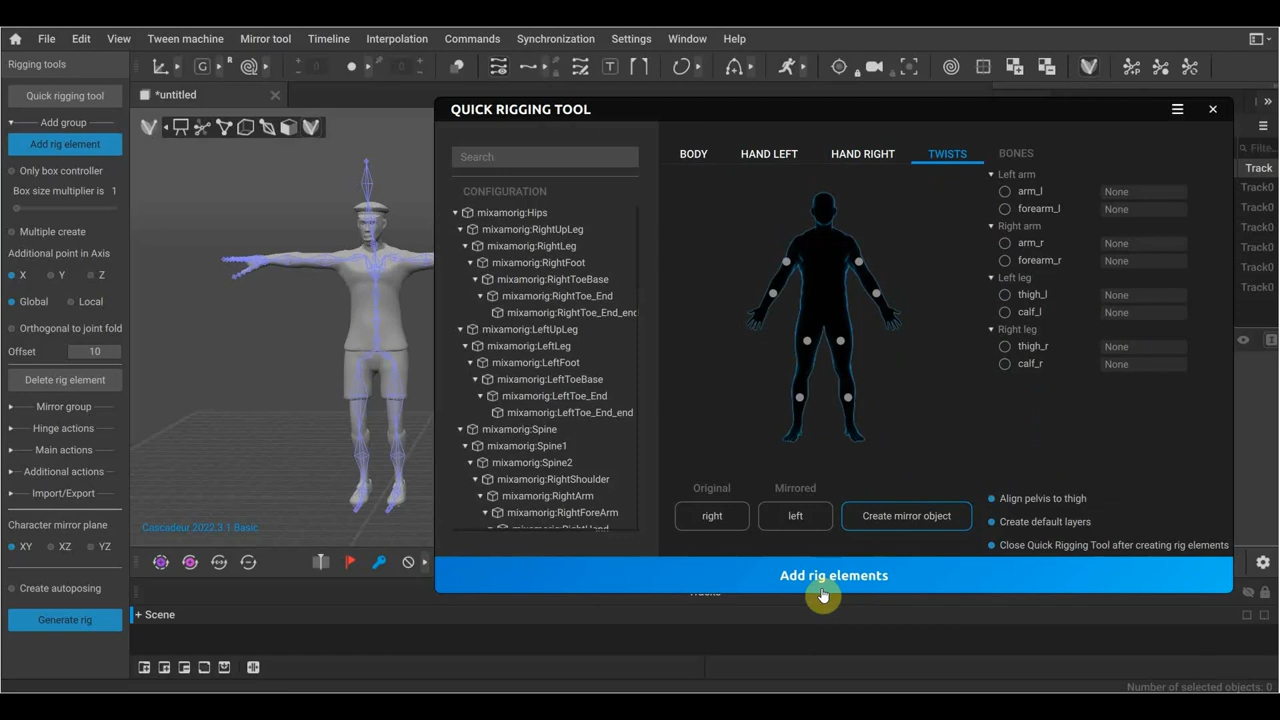 File Edit View Tween machine Mirror tool Timeline Interpolation Commands Synchronization Settings Window Help
Rigging tools
Quick rigging tool
Add group
Add rig element
Only box controller
Box size multiplier is 1
Multiple create
Additional point in Axis
X Y Z
Global Local
Orthogonal to joint fold
Offset 10
Delete rig element
Mirror group
Hinge actions
Main actions
Additional actions
Import/Export
Character mirror plane
XY XZ YZ
Create autoposing
Generate rig
*untitled
Cascadeur 2022.3.1 Basic
QUICK RIGGING TOOL
Search
CONFIGURATION
mixamorig:Hips
mixamorig:RightUpLeg
mixamorig:RightLeg
mixamorig:RightFoot
mixamorig:RightToeBase
mixamorig:RightToe_End
mixamorig:RightToe_End_end
mixamorig:LeftUpLeg
mixamorig:LeftLeg
mixamorig:LeftFoot
mixamorig:LeftToeBase
mixamorig:LeftToe_End
mixamorig:LeftToe_End_end
mixamorig:Spine
mixamorig:Spine1
mixamorig:Spine2
mixamorig:RightShoulder
mixamorig:RightArm
mixamorig:RightForeArm
BODY HAND LEFT HAND RIGHT TWISTS
BONES
Left arm
arm_l None
forearm_l None
Right arm
arm_r None
forearm_r None
Left leg
thigh_l None
calf_l None
Right leg
thigh_r None
calf_r None
Original Mirrored
right left Create mirror object
Align pelvis to thigh
Create default layers
Close Quick Rigging Tool after creating rig elements
Add rig elements
Filte...
Track
Track0
Track0
Track0
Track0
Track0
Track0
+ Scene
Number of selected objects: 0